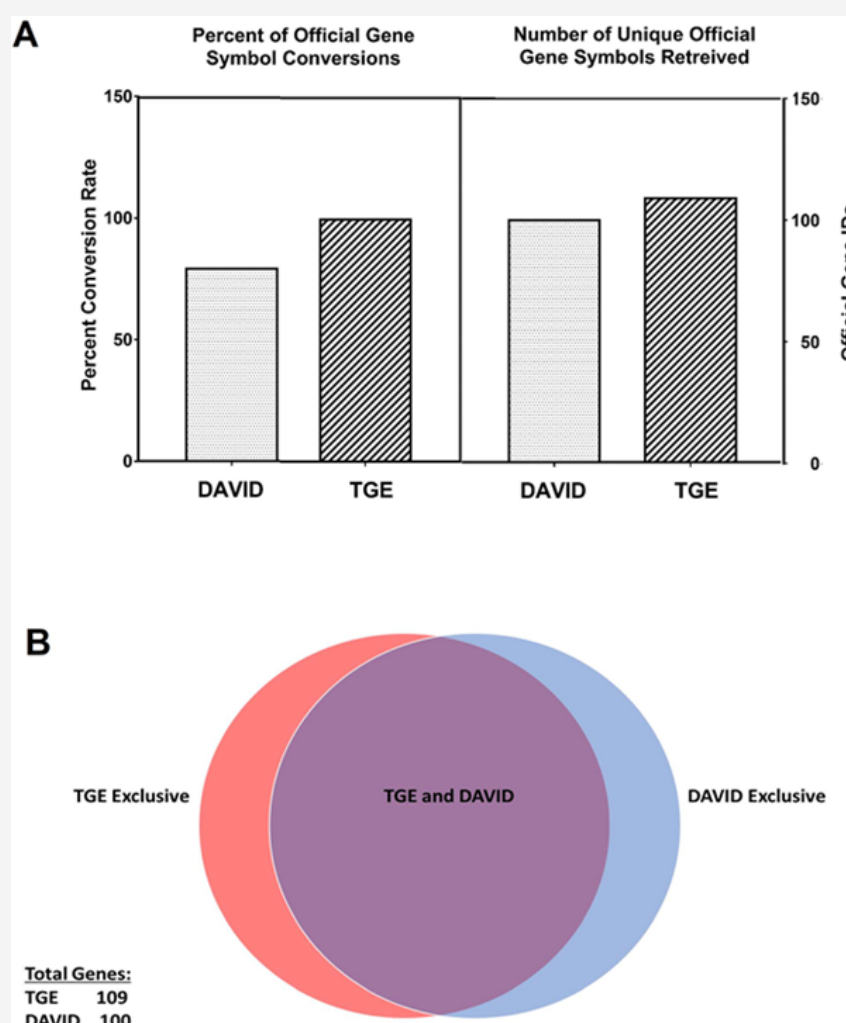 A
Percent of Official Gene
Symbol Conversions
Number of Unique Official
Gene Symbols Retreived
Percent Conversion Rate
150
100
50
0
150
100
50
0
DAVID
TGE
DAVID
TGE
B
TGE Exclusive
TGE and DAVID
DAVID Exclusive
Total Genes:
TGE 109
DAVID 100